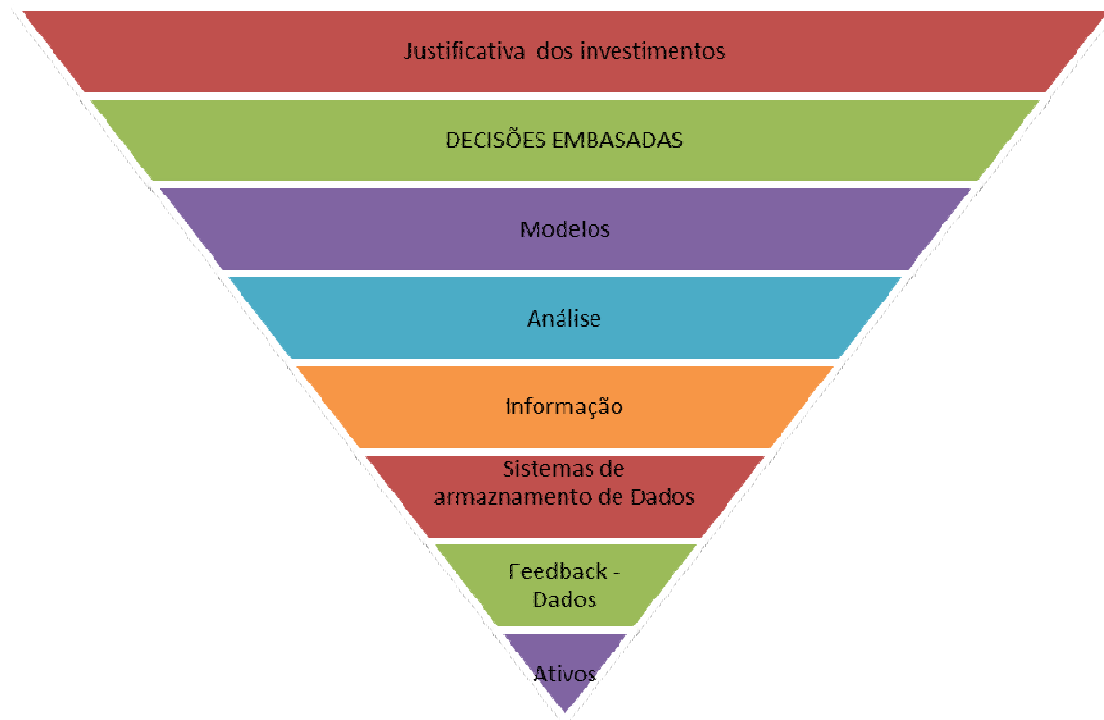 Justificativa dos investimentos
DECISÕES EMBASADAS
Modelos
Análise
Informação
Sistemas de
armaznamento de Dados
Feedback -
Dados
Ativos